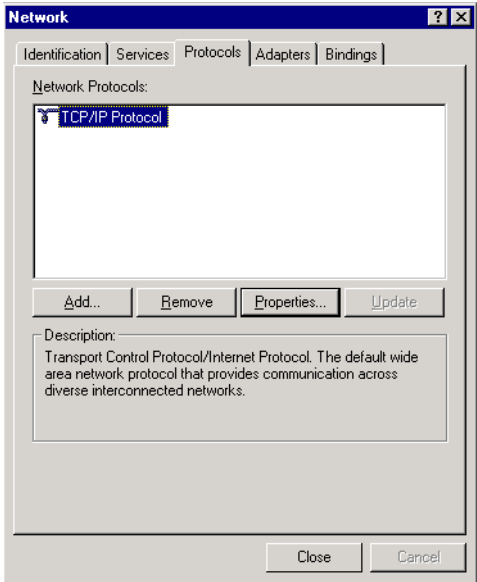 Network
Identification Services Protocols Adapters Bindings
Network Protocols:
TCP/IP Protocol
Add... Remove Properties... Update
Description:
Transport Control Protocol/Internet Protocol. The default wide
area network protocol that provides communication across
diverse interconnected networks.
Close Cancel